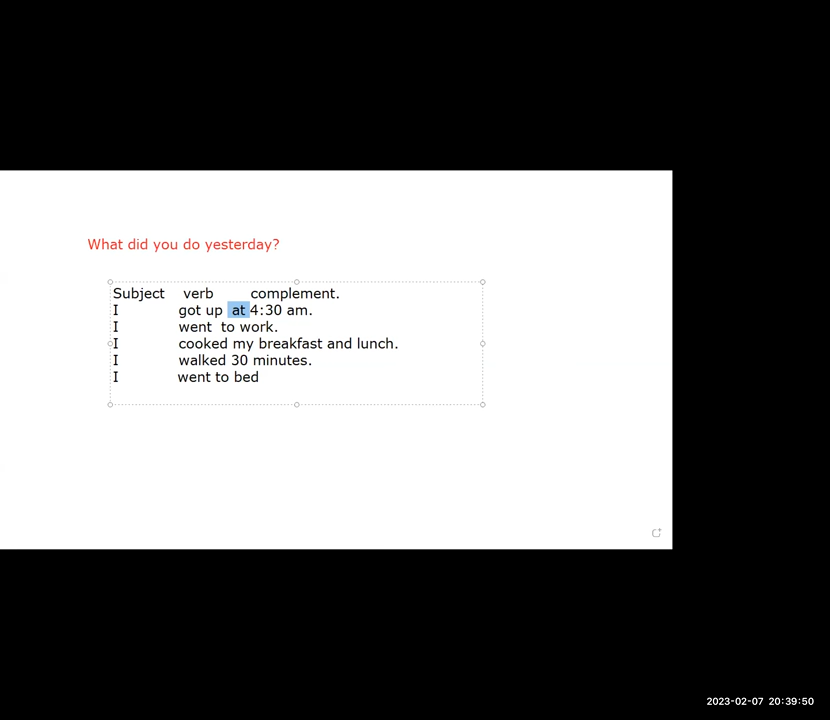 What did you do yesterday?
Subject verb complement.
I got up at 4:30 am.
I went to work.
I cooked my breakfast and lunch.
I walked 30 minutes.
I went to bed
2023-02-07 20:39:50